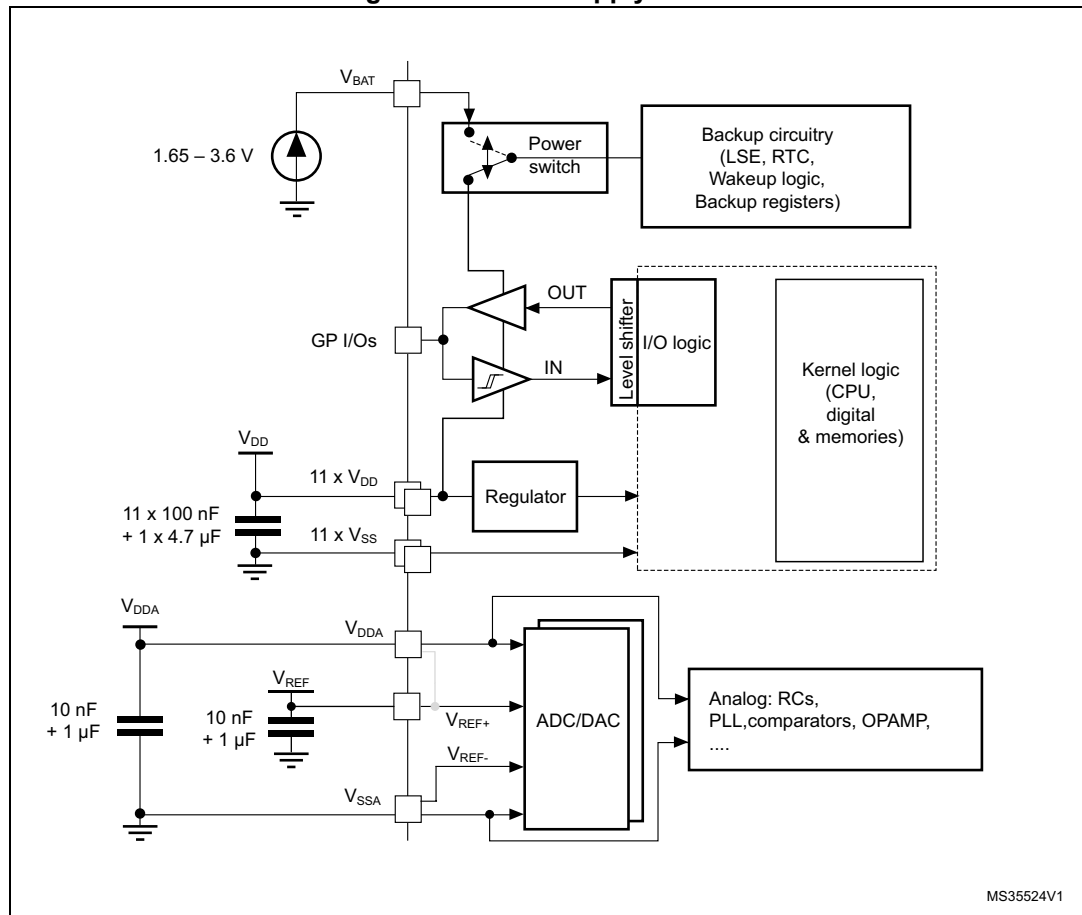 VBAT
1.65 – 3.6 V
Power
switch
Backup circuitry
(LSE, RTC,
Wakeup logic,
Backup registers)
GP I/Os
OUT
IN
Level shifter
I/O logic
Kernel logic
(CPU,
digital
& memories)
VDD
11 x VDD
Regulator
11 x 100 nF
+ 1 x 4.7 µF
11 x VSS
VDDA
VDDA
VREF
10 nF
+ 1 µF
10 nF
+ 1 µF
VREF+
VREF-
VSSA
ADC/DAC
Analog: RCs,
PLL,comparators, OPAMP,
....
MS35524V1